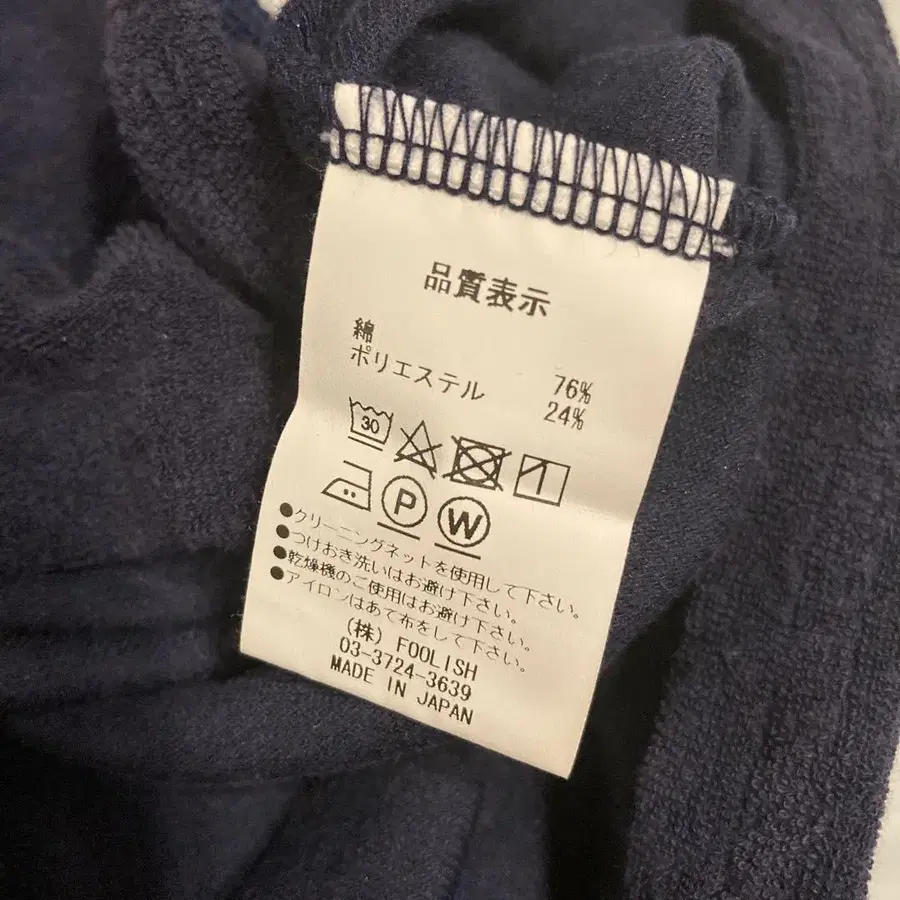 品質表示
綿 76%
ポリエステル 24%
30
P W
●クリーニングネットを使用して下さい。
●つけおき洗いはお避け下さい。
●乾燥機のご使用はお避け下さい。
●アイロンはあて布をして下さい。
(株) FOOLISH
03-3724-3639
MADE IN JAPAN